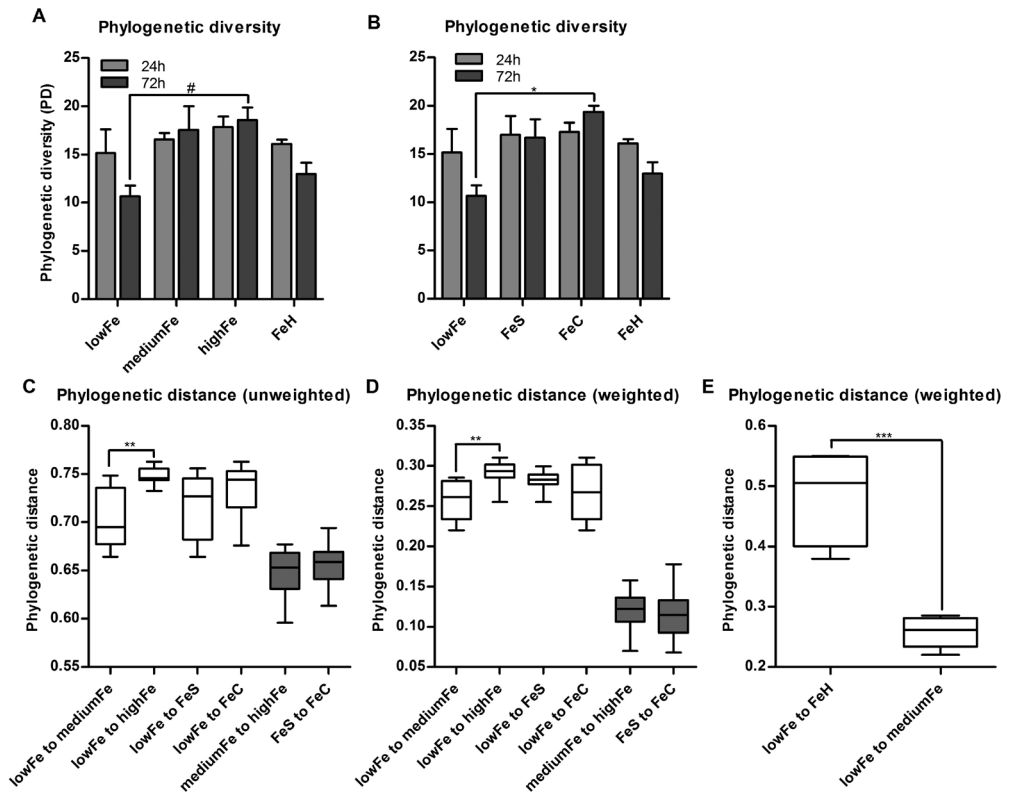 A
Phylogenetic diversity
Phylogenetic diversity (PD)
25
20
15
10
5
0
24h
72h
#
lowFe
mediumFe
highFe
FeH
B
Phylogenetic diversity
25
20
15
10
5
0
24h
72h
*
lowFe
FeS
FeC
FeH
C
Phylogenetic distance (unweighted)
Phylogenetic distance
0.80
0.75
0.70
0.65
0.60
0.55
**
lowFe to mediumFe
lowFe to highFe
lowFe to FeS
lowFe to FeC
mediumFe to highFe
FeS to FeC
D
Phylogenetic distance (weighted)
Phylogenetic distance
0.35
0.30
0.25
0.20
0.15
0.10
0.05
**
lowFe to mediumFe
lowFe to highFe
lowFe to FeS
lowFe to FeC
mediumFe to highFe
FeS to FeC
E
Phylogenetic distance (weighted)
Phylogenetic distance
0.6
0.5
0.4
0.3
0.2
***
lowFe to FeH
lowFe to mediumFe